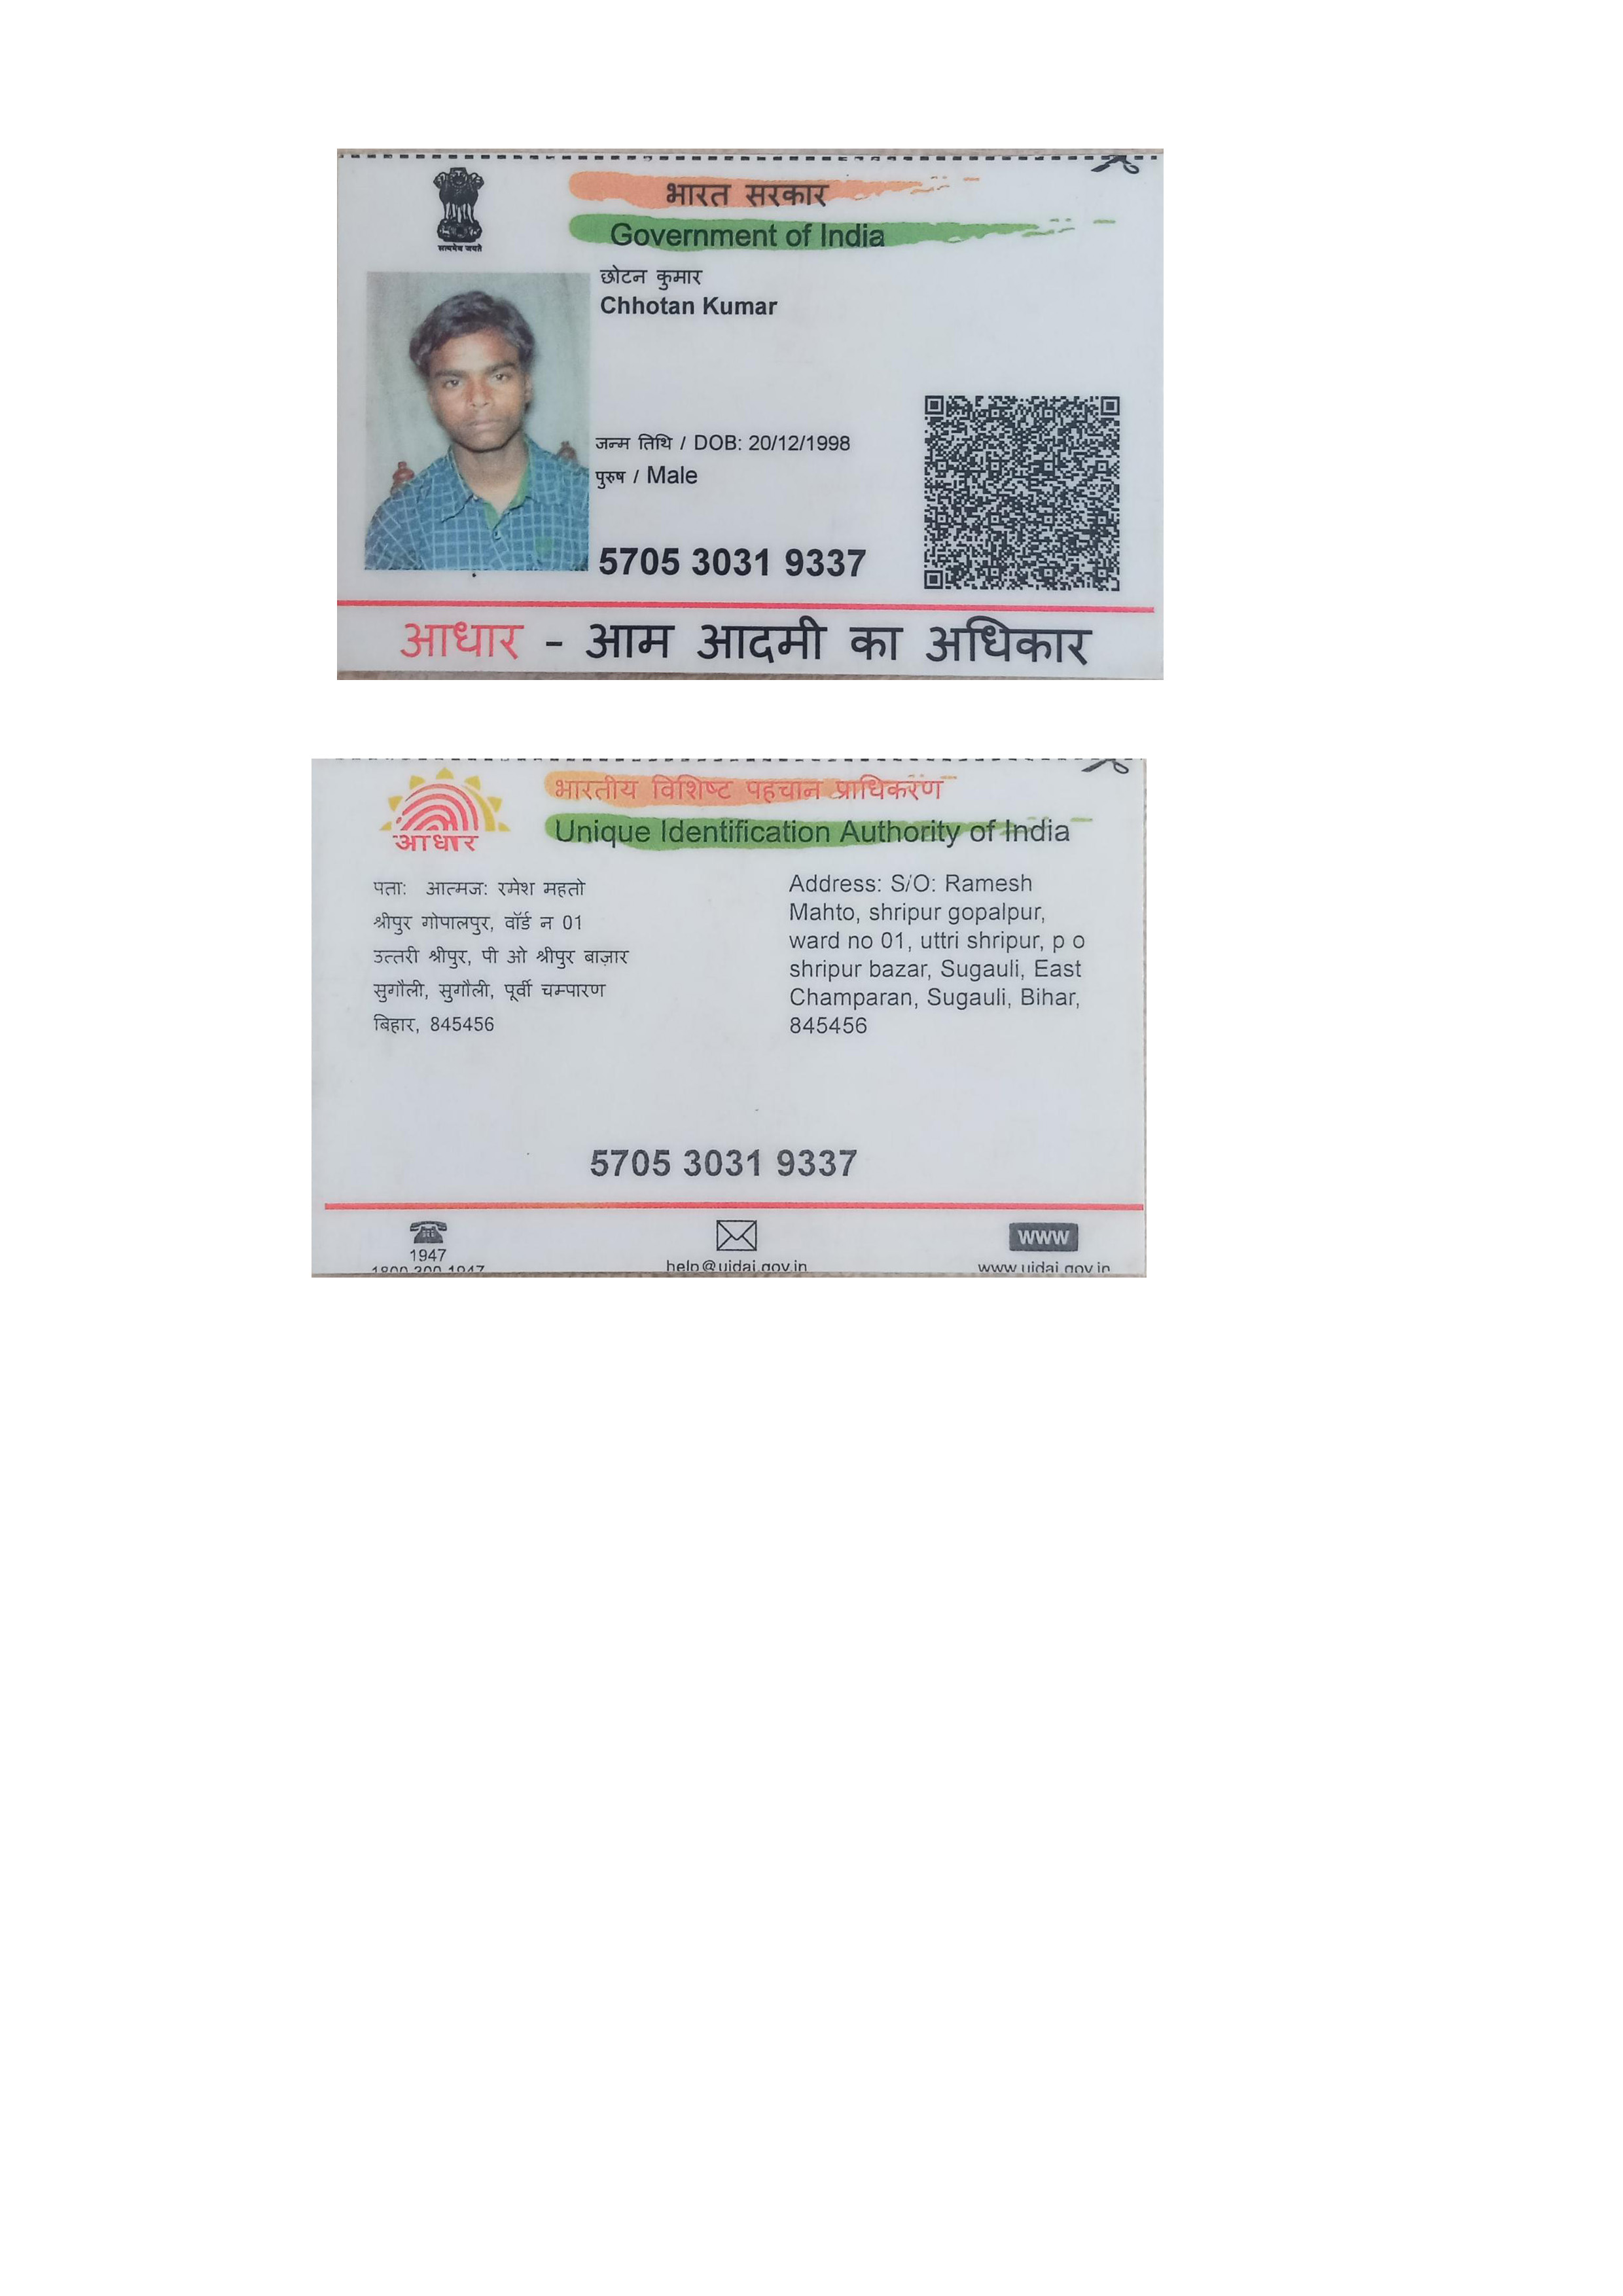 भारत सरकार
Government of India
सत्यमेव जयते
छोटन कुमार
Chhotan Kumar
जन्म तिथि / DOB: 20/12/1998
पुरुष / Male
5705 3031 9337
आधार - आम आदमी का अधिकार
भारतीय विशिष्ट पहचान प्राधिकरण
Unique Identification Authority of India
आधार
पता: आत्मज: रमेश महतो
श्रीपुर गोपालपुर, वॉर्ड न 01
उत्तरी श्रीपुर, पी ओ श्रीपुर बाज़ार
सुगौली, सुगौली, पूर्वी चम्पारण
बिहार, 845456
Address: S/O: Ramesh
Mahto, shripur gopalpur,
ward no 01, uttri shripur, p o
shripur bazar, Sugauli, East
Champaran, Sugauli, Bihar,
845456
5705 3031 9337
1947
1800 300 1947
help@uidai.gov.in
WWW
www.uidai.gov.in